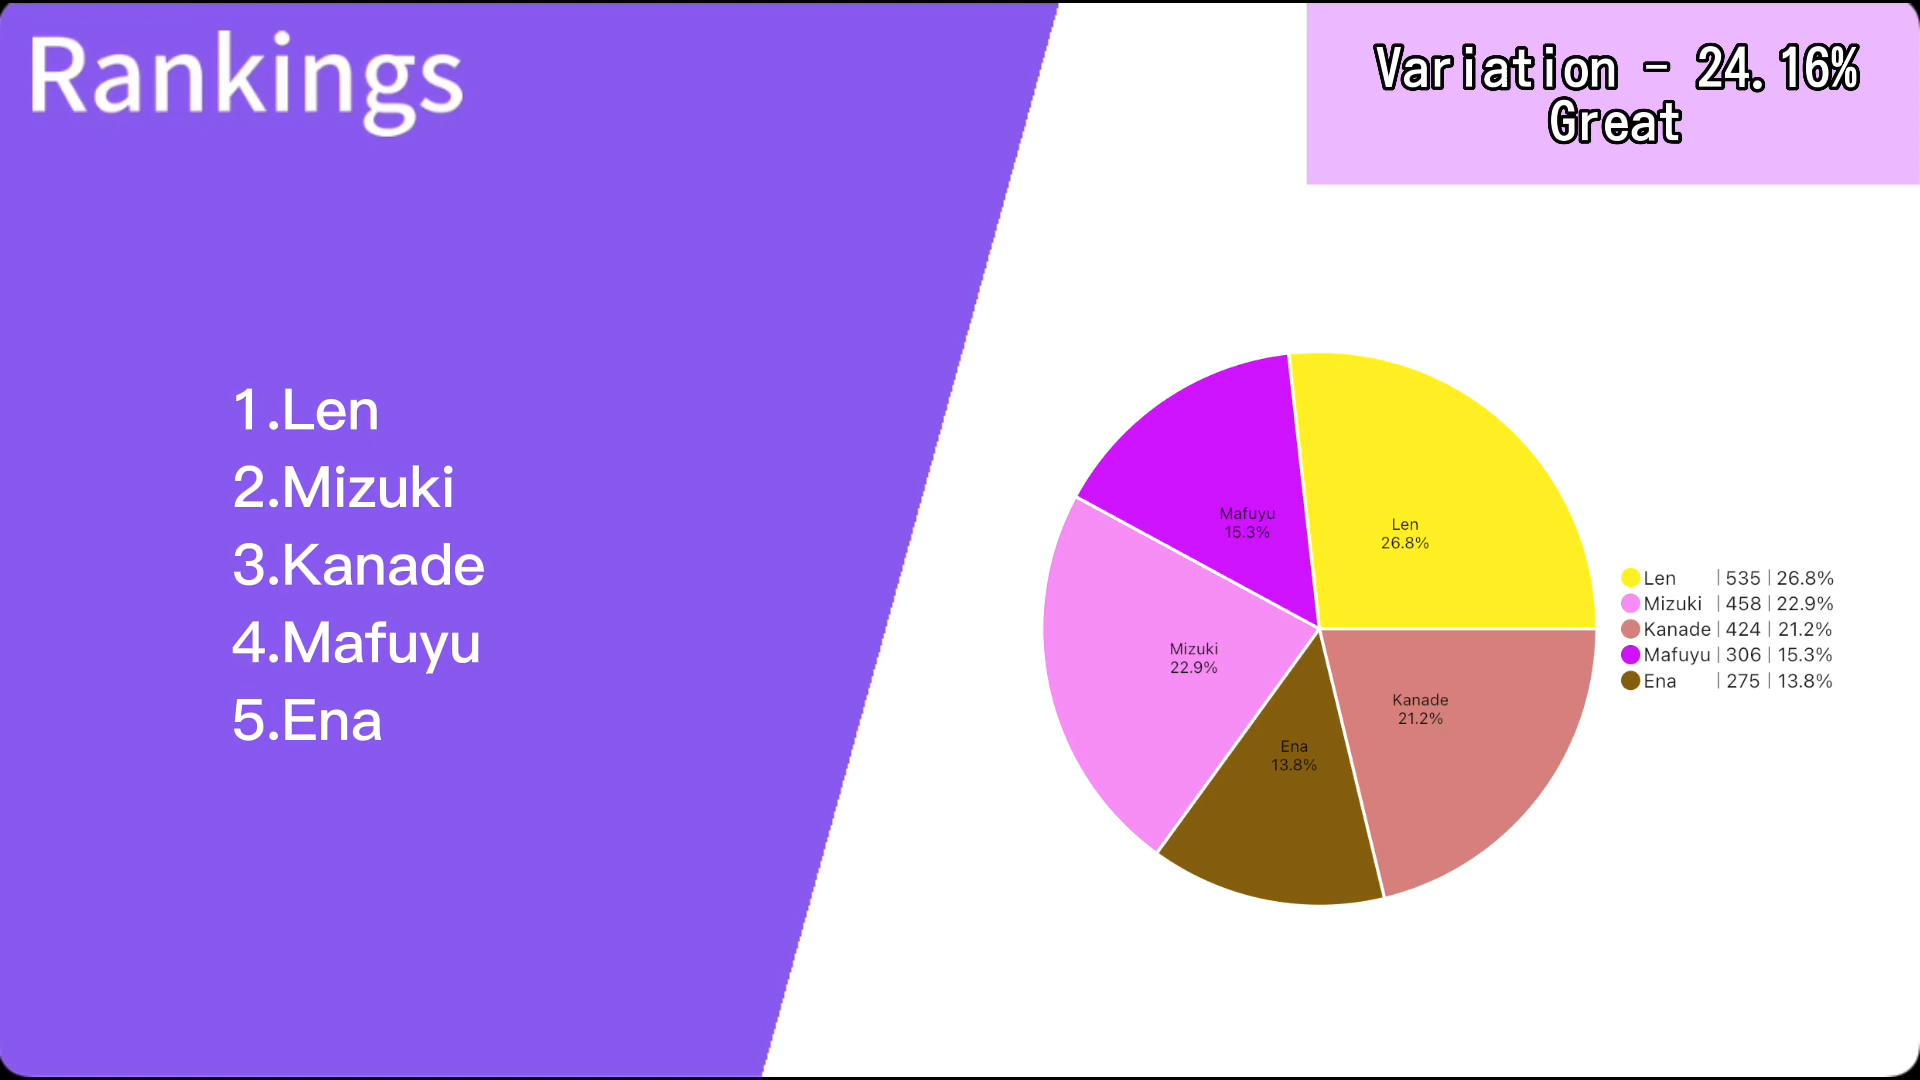 Rankings
Variation - 24.16%
Great
1.Len
2.Mizuki
3.Kanade
4.Mafuyu
5.Ena
Mafuyu
15.3%
Len
26.8%
Mizuki
22.9%
Kanade
21.2%
Ena
13.8%
Len | 535 | 26.8%
Mizuki | 458 | 22.9%
Kanade | 424 | 21.2%
Mafuyu | 306 | 15.3%
Ena | 275 | 13.8%